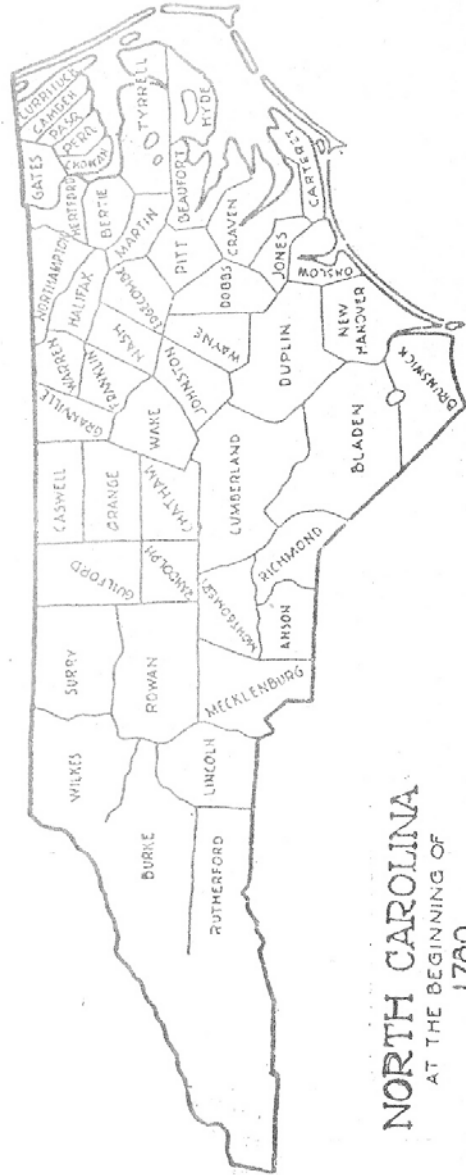 CURRITUCK
CAMDEN
PASQ
PERQ
CHOWAN
GATES
HERTFORD
BERTIE
TYRRELL
NORTHAMPTON
HALIFAX
MARTIN
BEAUFORT
HYDE
WARREN
FRANKLIN
NASH
EDGECOMBE
PITT
CRAVEN
CARTERET
GRANVILLE
WAKE
JOHNSTON
WAYNE
DOBBS
JONES
ONSLOW
CASWELL
ORANGE
CHATHAM
DUPLIN
NEW
HANOVER
GUILFORD
RANDOLPH
CUMBERLAND
BLADEN
BRUNSWICK
SURRY
ROWAN
MONTGOMERY
RICHMOND
ANSON
WILKES
MECKLENBURG
LINCOLN
BURKE
RUTHERFORD
NORTH CAROLINA
AT THE BEGINNING OF
1780